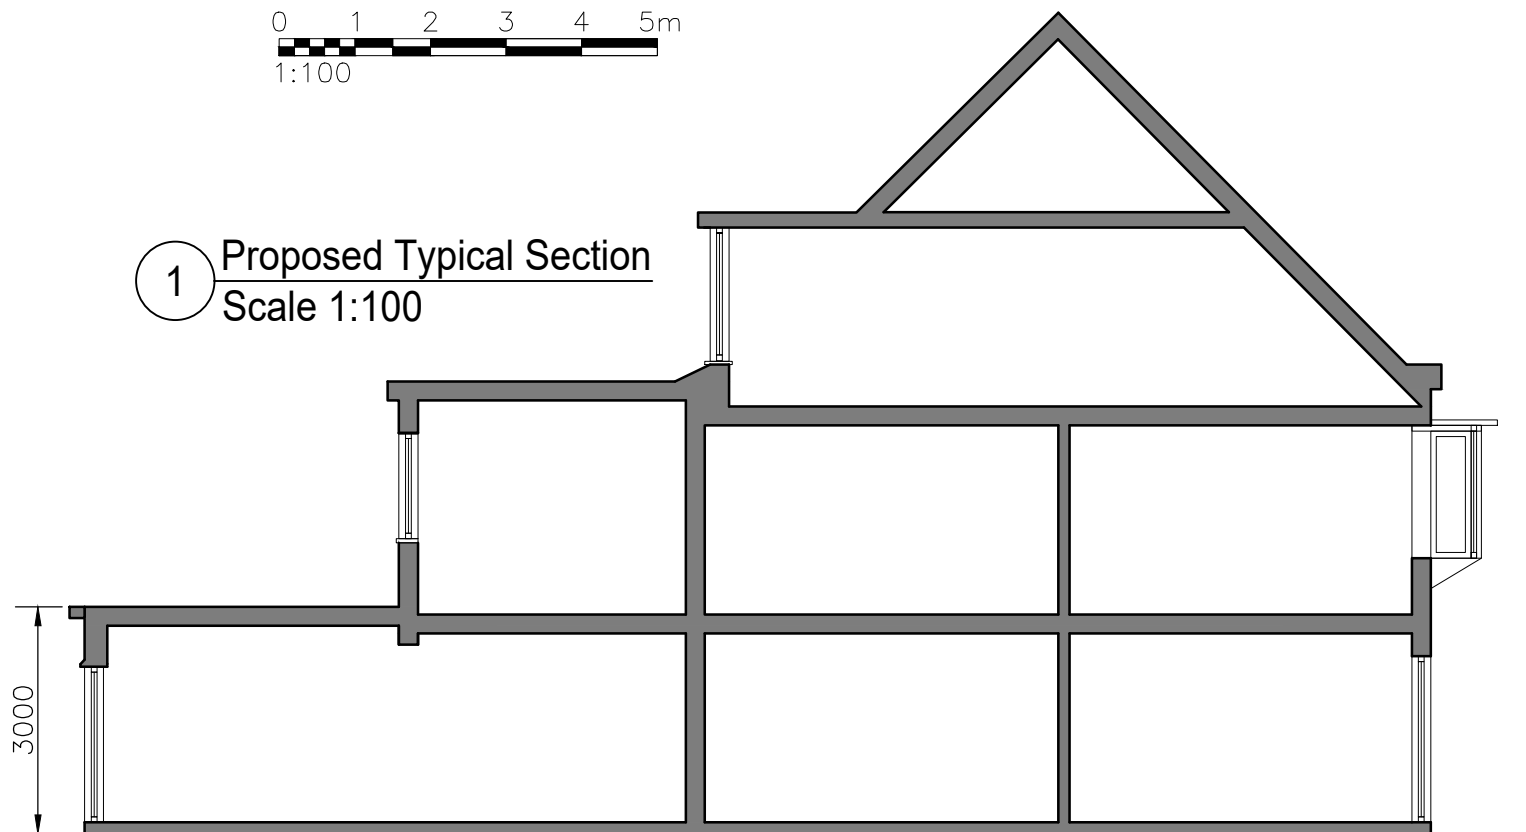 0 1 2 3 4 5m
1:100
1 Proposed Typical Section
Scale 1:100
3000